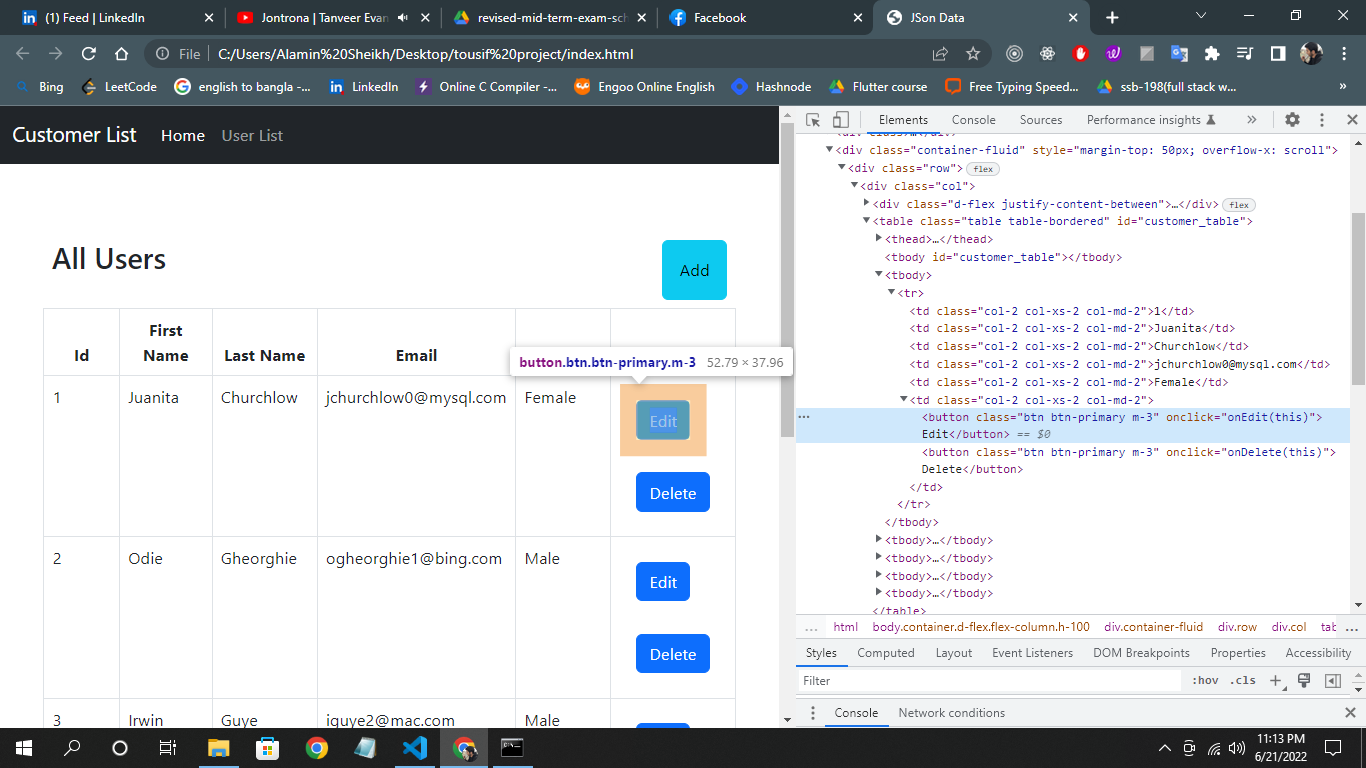 (1) Feed | LinkedIn
Jontrona | Tanveer Evan
revised-mid-term-exam-sch
Facebook
JSon Data
File C:/Users/Alamin%20Sheikh/Desktop/tousif%20project/index.html
Bing LeetCode english to bangla -... LinkedIn Online C Compiler -... Engoo Online English Hashnode Flutter course Free Typing Speed... ssb-198(full stack w... »
Customer List Home User List
All Users
Add
Id First Name Last Name Email
button.btn.btn-primary.m-3 52.79 × 37.96
1 Juanita Churchlow jchurchlow0@mysql.com Female Edit
Delete
2 Odie Gheorghie ogheorghie1@bing.com Male Edit
Delete
3 Irwin Guye iguye2@mac.com Male
Elements Console Sources Performance insights »
<div class="container-fluid" style="margin-top: 50px; overflow-x: scroll">
<div class="row"> flex
<div class="col">
<div class="d-flex justify-content-between">…</div> flex
<table class="table table-bordered" id="customer_table">
<thead>…</thead>
<tbody id="customer_table"></tbody>
<tbody>
<tr>
<td class="col-2 col-xs-2 col-md-2">1</td>
<td class="col-2 col-xs-2 col-md-2">Juanita</td>
<td class="col-2 col-xs-2 col-md-2">Churchlow</td>
<td class="col-2 col-xs-2 col-md-2">jchurchlow0@mysql.com</td>
<td class="col-2 col-xs-2 col-md-2">Female</td>
<td class="col-2 col-xs-2 col-md-2">
<button class="btn btn-primary m-3" onclick="onEdit(this)">
Edit</button> == $0
<button class="btn btn-primary m-3" onclick="onDelete(this)">
Delete</button>
</td>
</tr>
</tbody>
<tbody>…</tbody>
<tbody>…</tbody>
<tbody>…</tbody>
<tbody>…</tbody>
</table>
... html body.container.d-flex.flex-column.h-100 div.container-fluid div.row div.col tab ...
Styles Computed Layout Event Listeners DOM Breakpoints Properties Accessibility
Filter :hov .cls
Console Network conditions
11:13 PM
6/21/2022